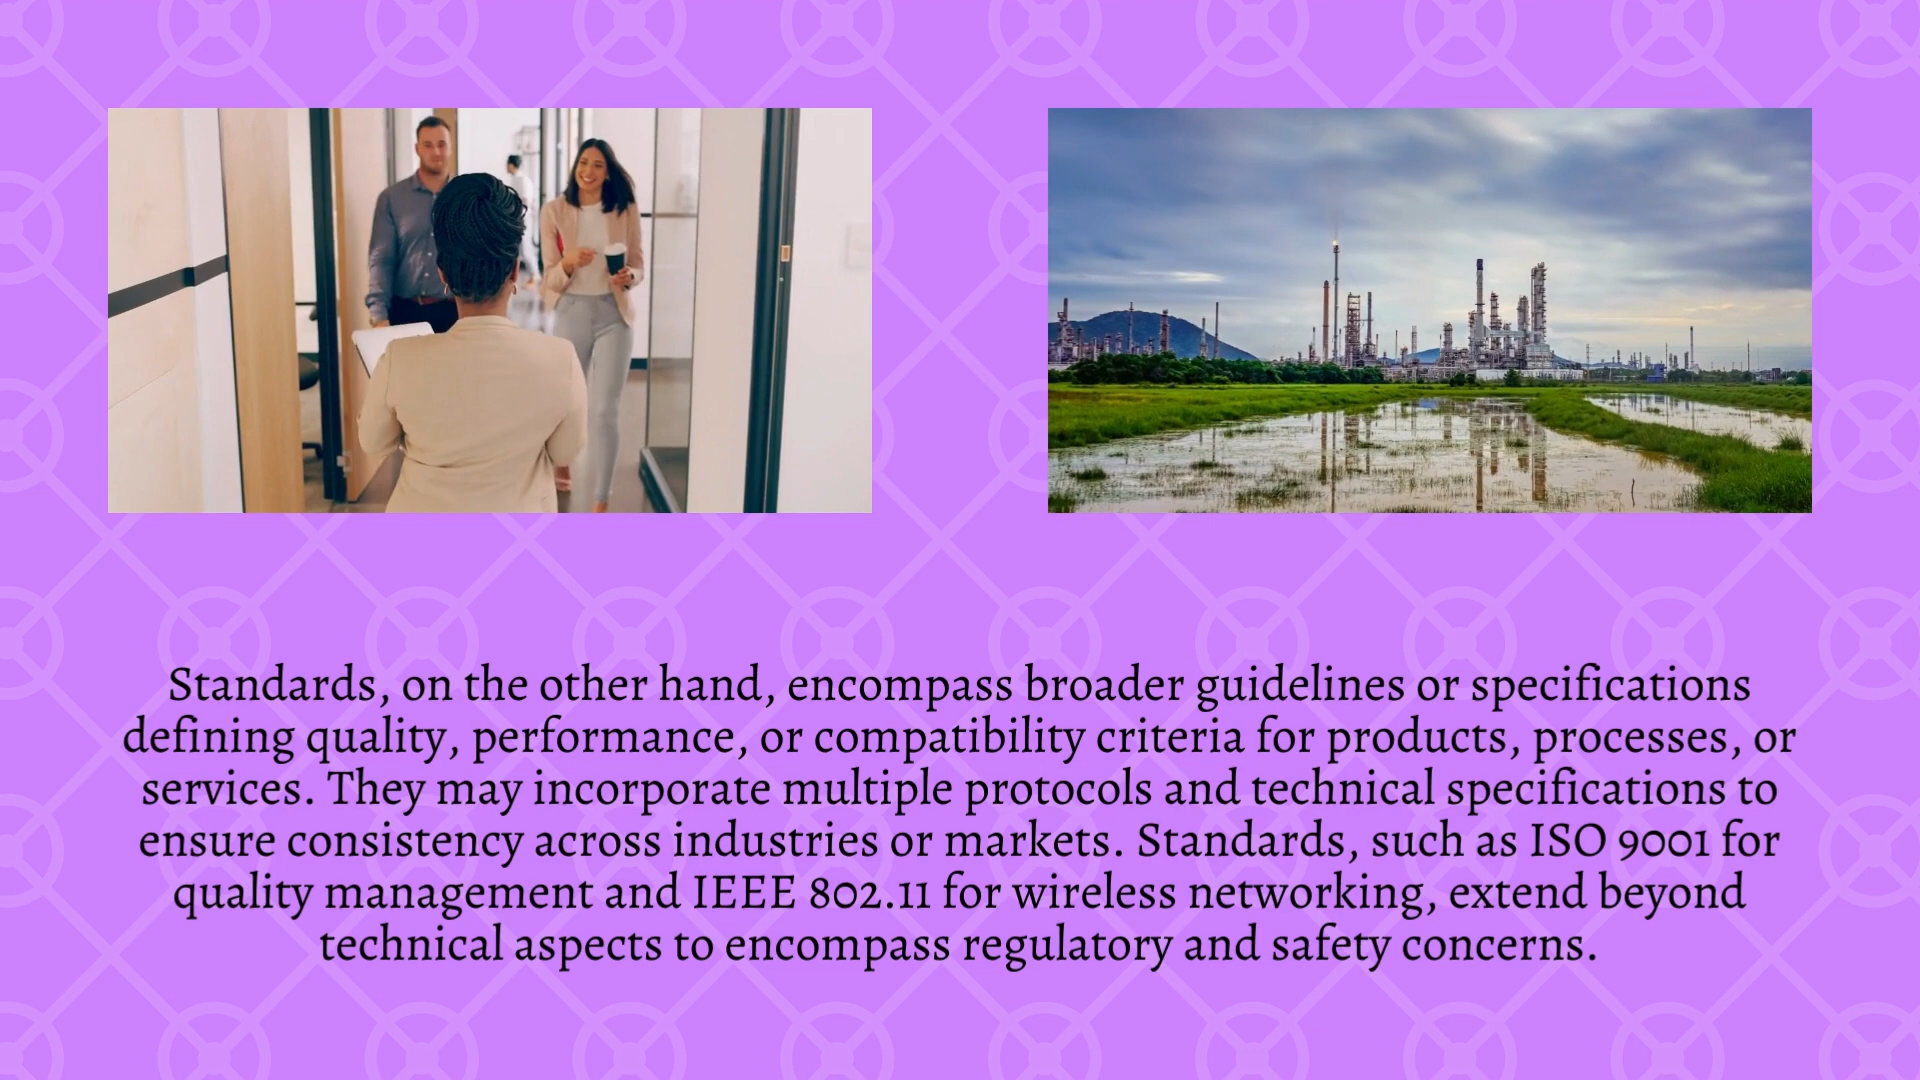 Standards, on the other hand, encompass broader guidelines or specifications
defining quality, performance, or compatibility criteria for products, processes, or
services. They may incorporate multiple protocols and technical specifications to
ensure consistency across industries or markets. Standards, such as ISO 9001 for
quality management and IEEE 802.11 for wireless networking, extend beyond
technical aspects to encompass regulatory and safety concerns.